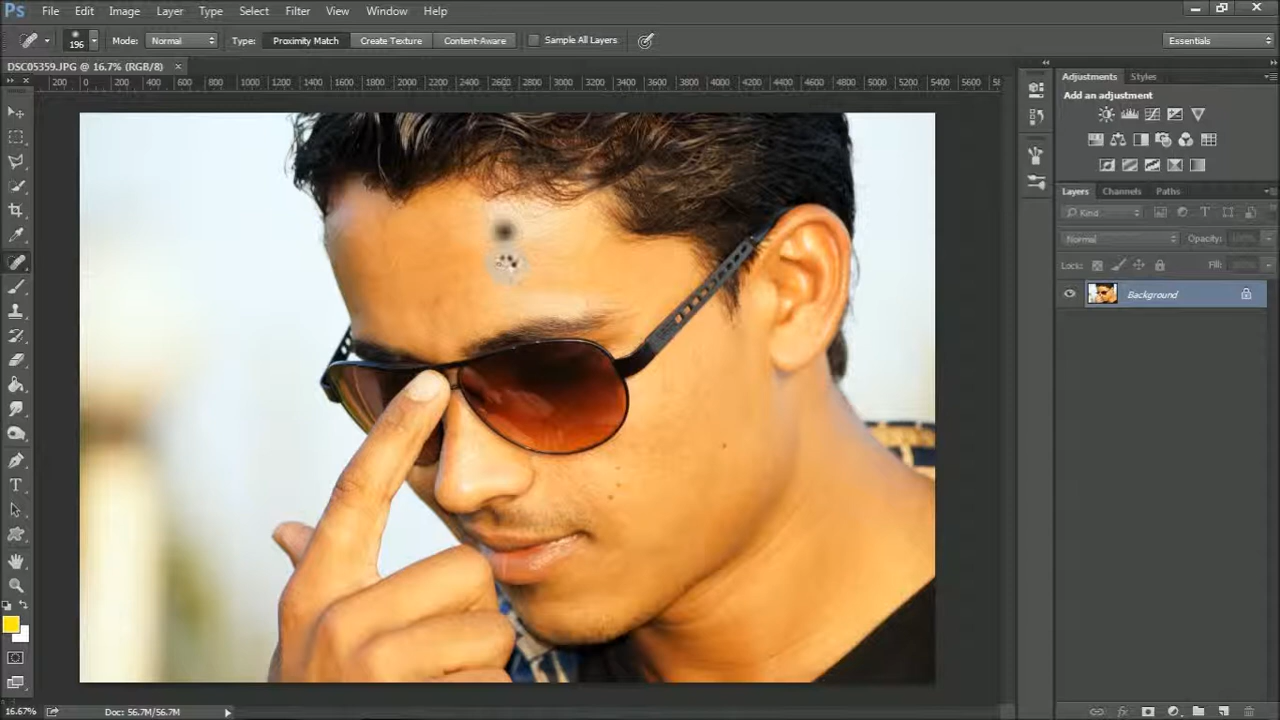 Ps File Edit Image Layer Type Select Filter View Window Help
196 Mode: Normal Type: Proximity Match Create Texture Content-Aware Sample All Layers Essentials
DSC05359.JPG @ 16.7% (RGB/8) ×
200 0 200 400 600 800 1000 1200 1400 1600 1800 2000 2200 2400 2600 2800 3000 3200 3400 3600 3800 4000 4200 4400 4600 4800 5000 5200 5400 5600
Adjustments Styles
Add an adjustment
Layers Channels Paths
Kind
Normal Opacity:
Lock: Fill:
Background
16.67% Doc: 56.7M/56.7M